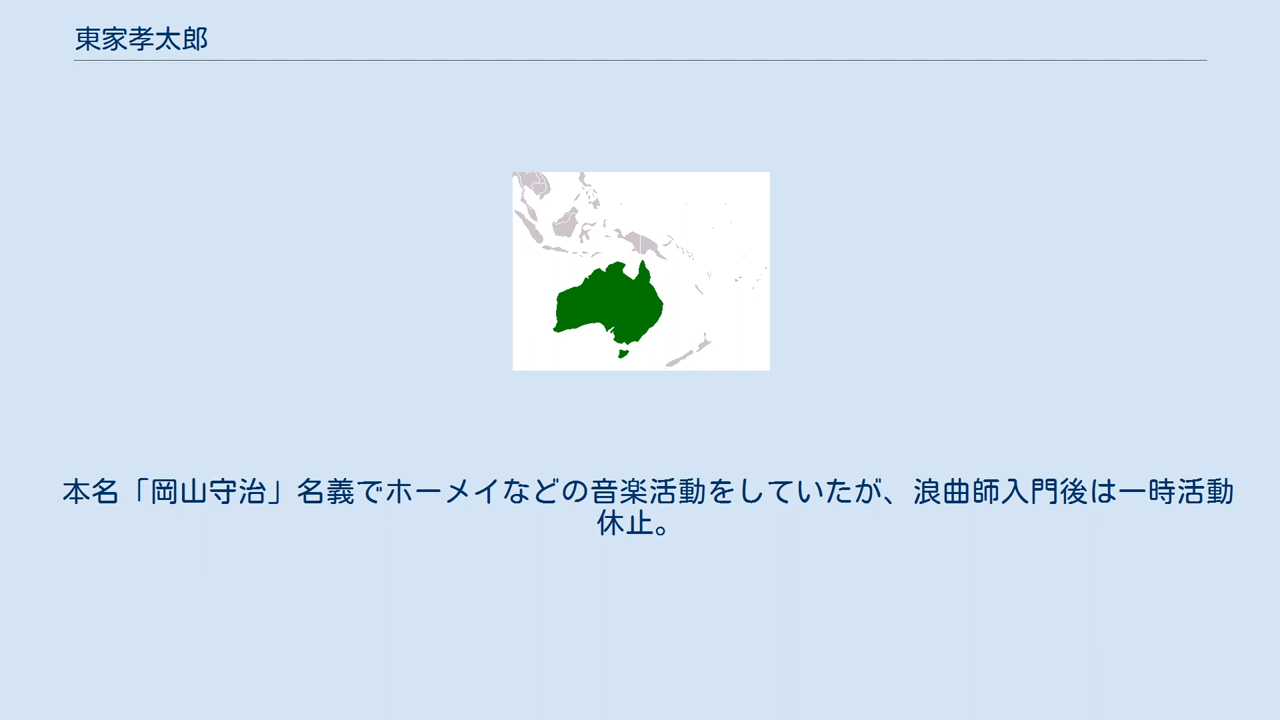 東家孝太郎
本名「岡山守治」名義でホーメイなどの音楽活動をしていたが、浪曲師入門後は一時活動
休止。